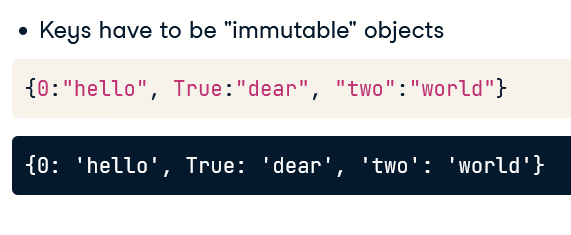 • Keys have to be "immutable" objects
{0:"hello", True:"dear", "two":"world"}
{0: 'hello', True: 'dear', 'two': 'world'}